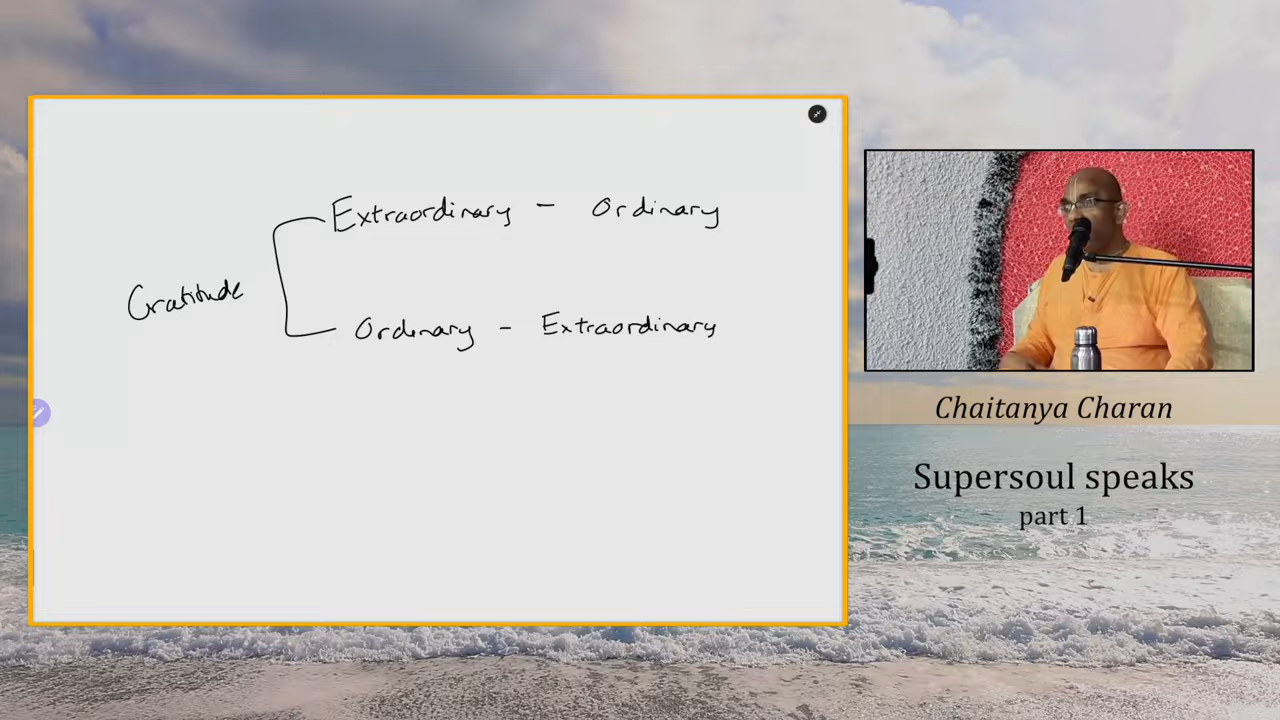 Extraordinary - Ordinary
Gratitude
Ordinary - Extraordinary
Chaitanya Charan
Supersoul speaks
part 1